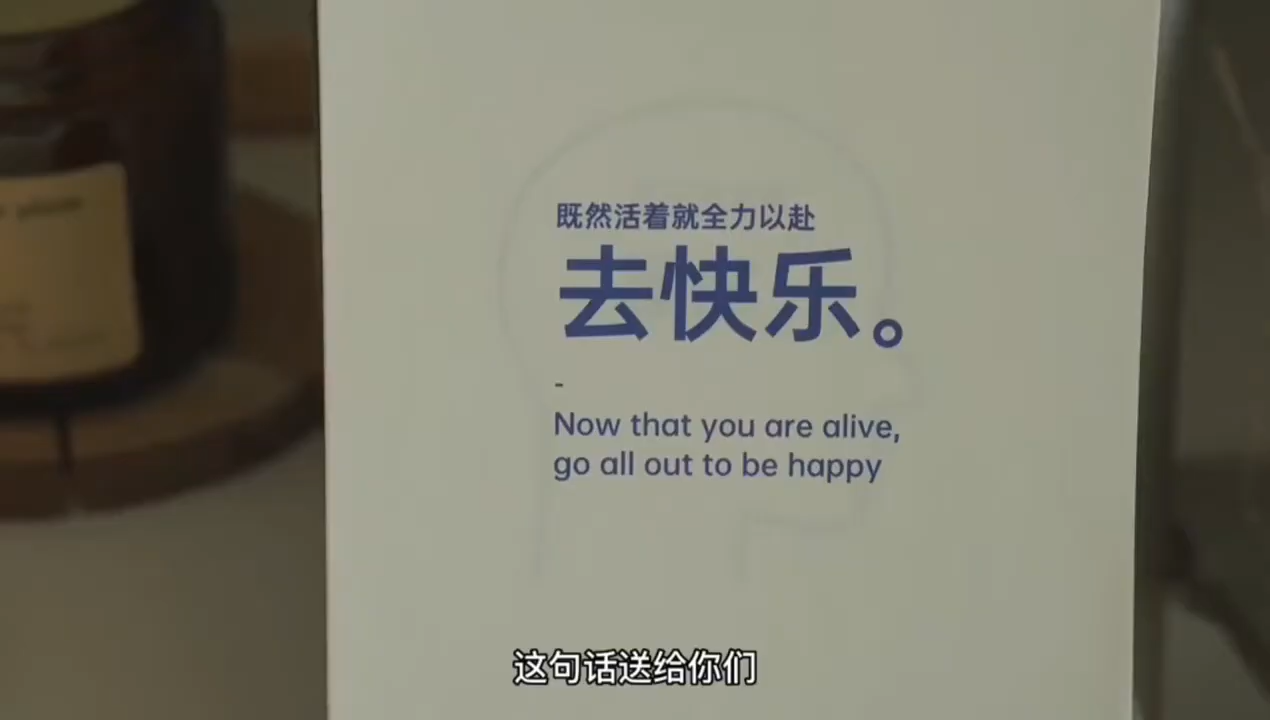 既然活着就全力以赴
去快乐。
-
Now that you are alive,
go all out to be happy
这句话送给你们